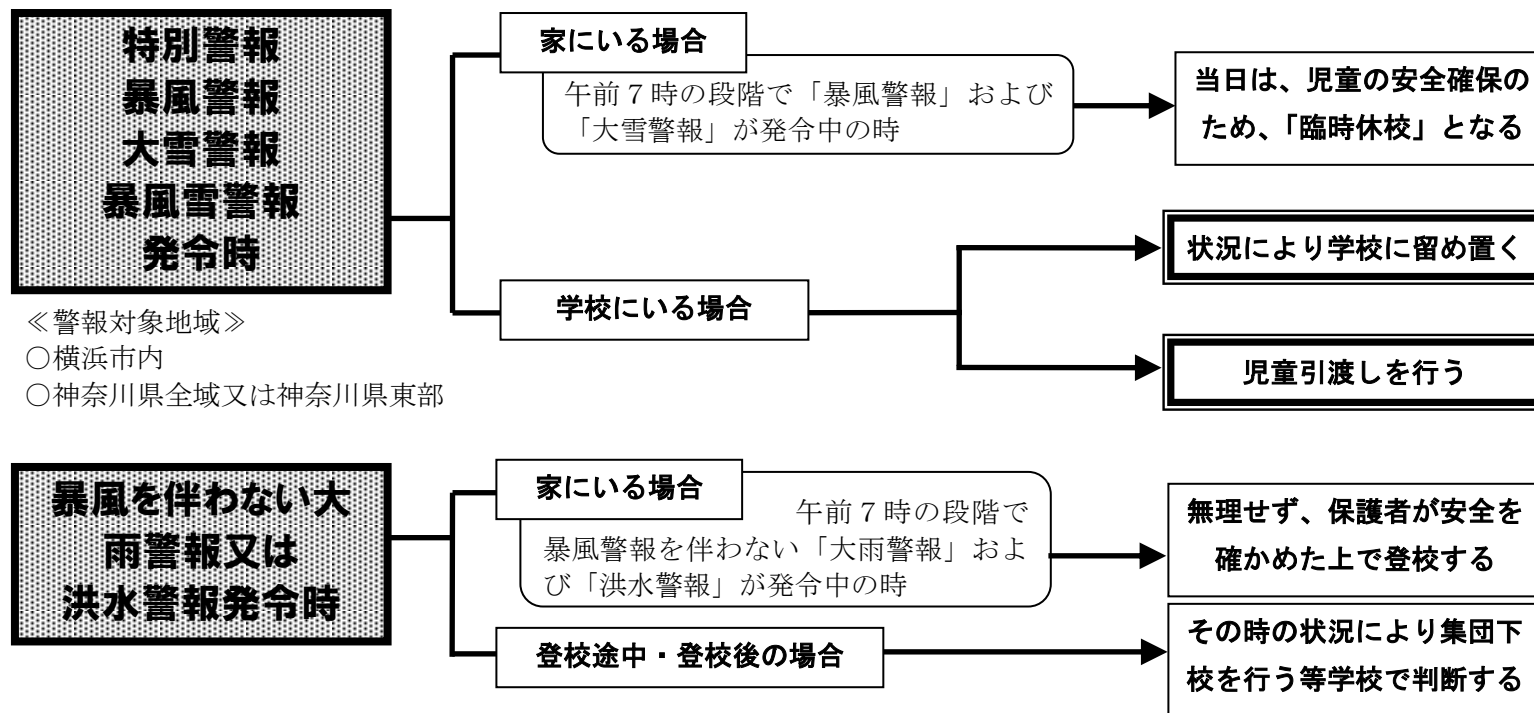 特別警報
暴風警報
大雪警報
暴風雪警報
発令時
≪警報対象地域≫
○横浜市内
○神奈川県全域又は神奈川県東部
家にいる場合
午前７時の段階で「暴風警報」および
「大雪警報」が発令中の時
当日は、児童の安全確保の
ため、「臨時休校」となる
学校にいる場合
状況により学校に留め置く
児童引渡しを行う
暴風を伴わない大
雨警報又は
洪水警報発令時
家にいる場合
午前７時の段階で
暴風警報を伴わない「大雨警報」およ
び「洪水警報」が発令中の時
無理せず、保護者が安全を
確かめた上で登校する
登校途中・登校後の場合
その時の状況により集団下
校を行う等学校で判断する